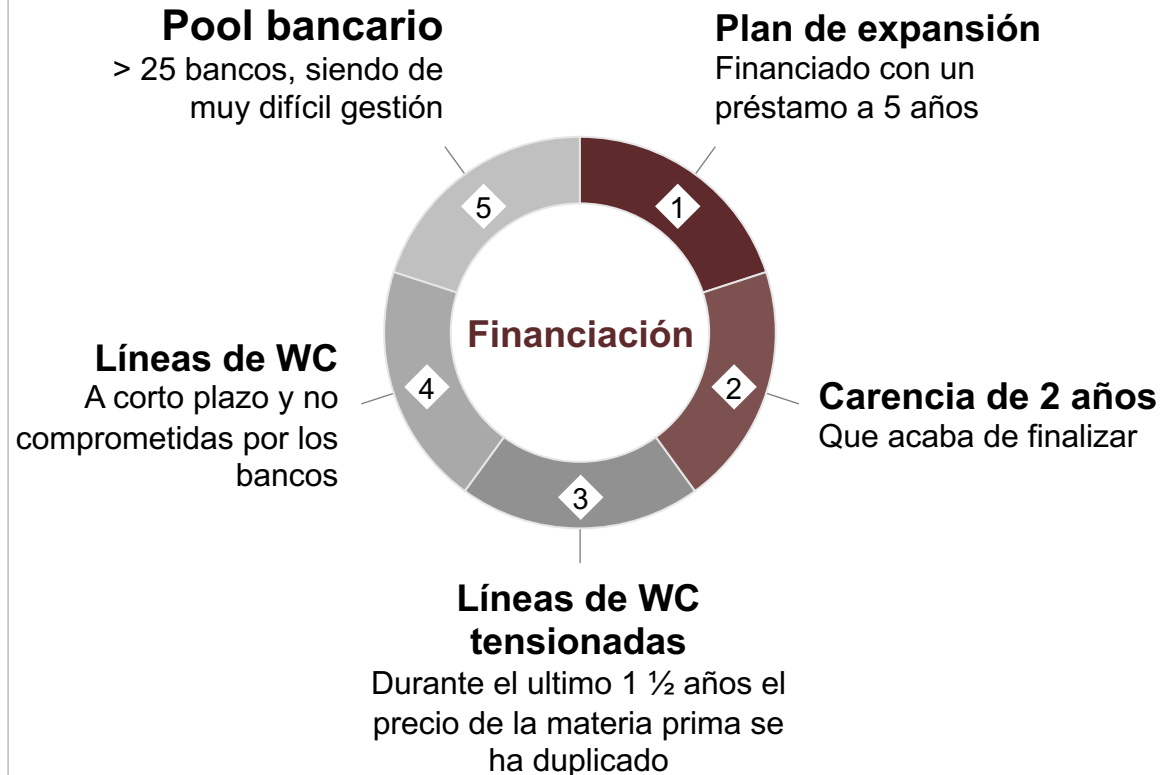 Pool bancario
> 25 bancos, siendo de
muy difícil gestión
Plan de expansión
Financiado con un
préstamo a 5 años
5
1
Financiación
Líneas de WC
A corto plazo y no
comprometidas por los
bancos
4
2
Carencia de 2 años
Que acaba de finalizar
3
Líneas de WC
tensionadas
Durante el ultimo 1 ½ años el
precio de la materia prima se
ha duplicado